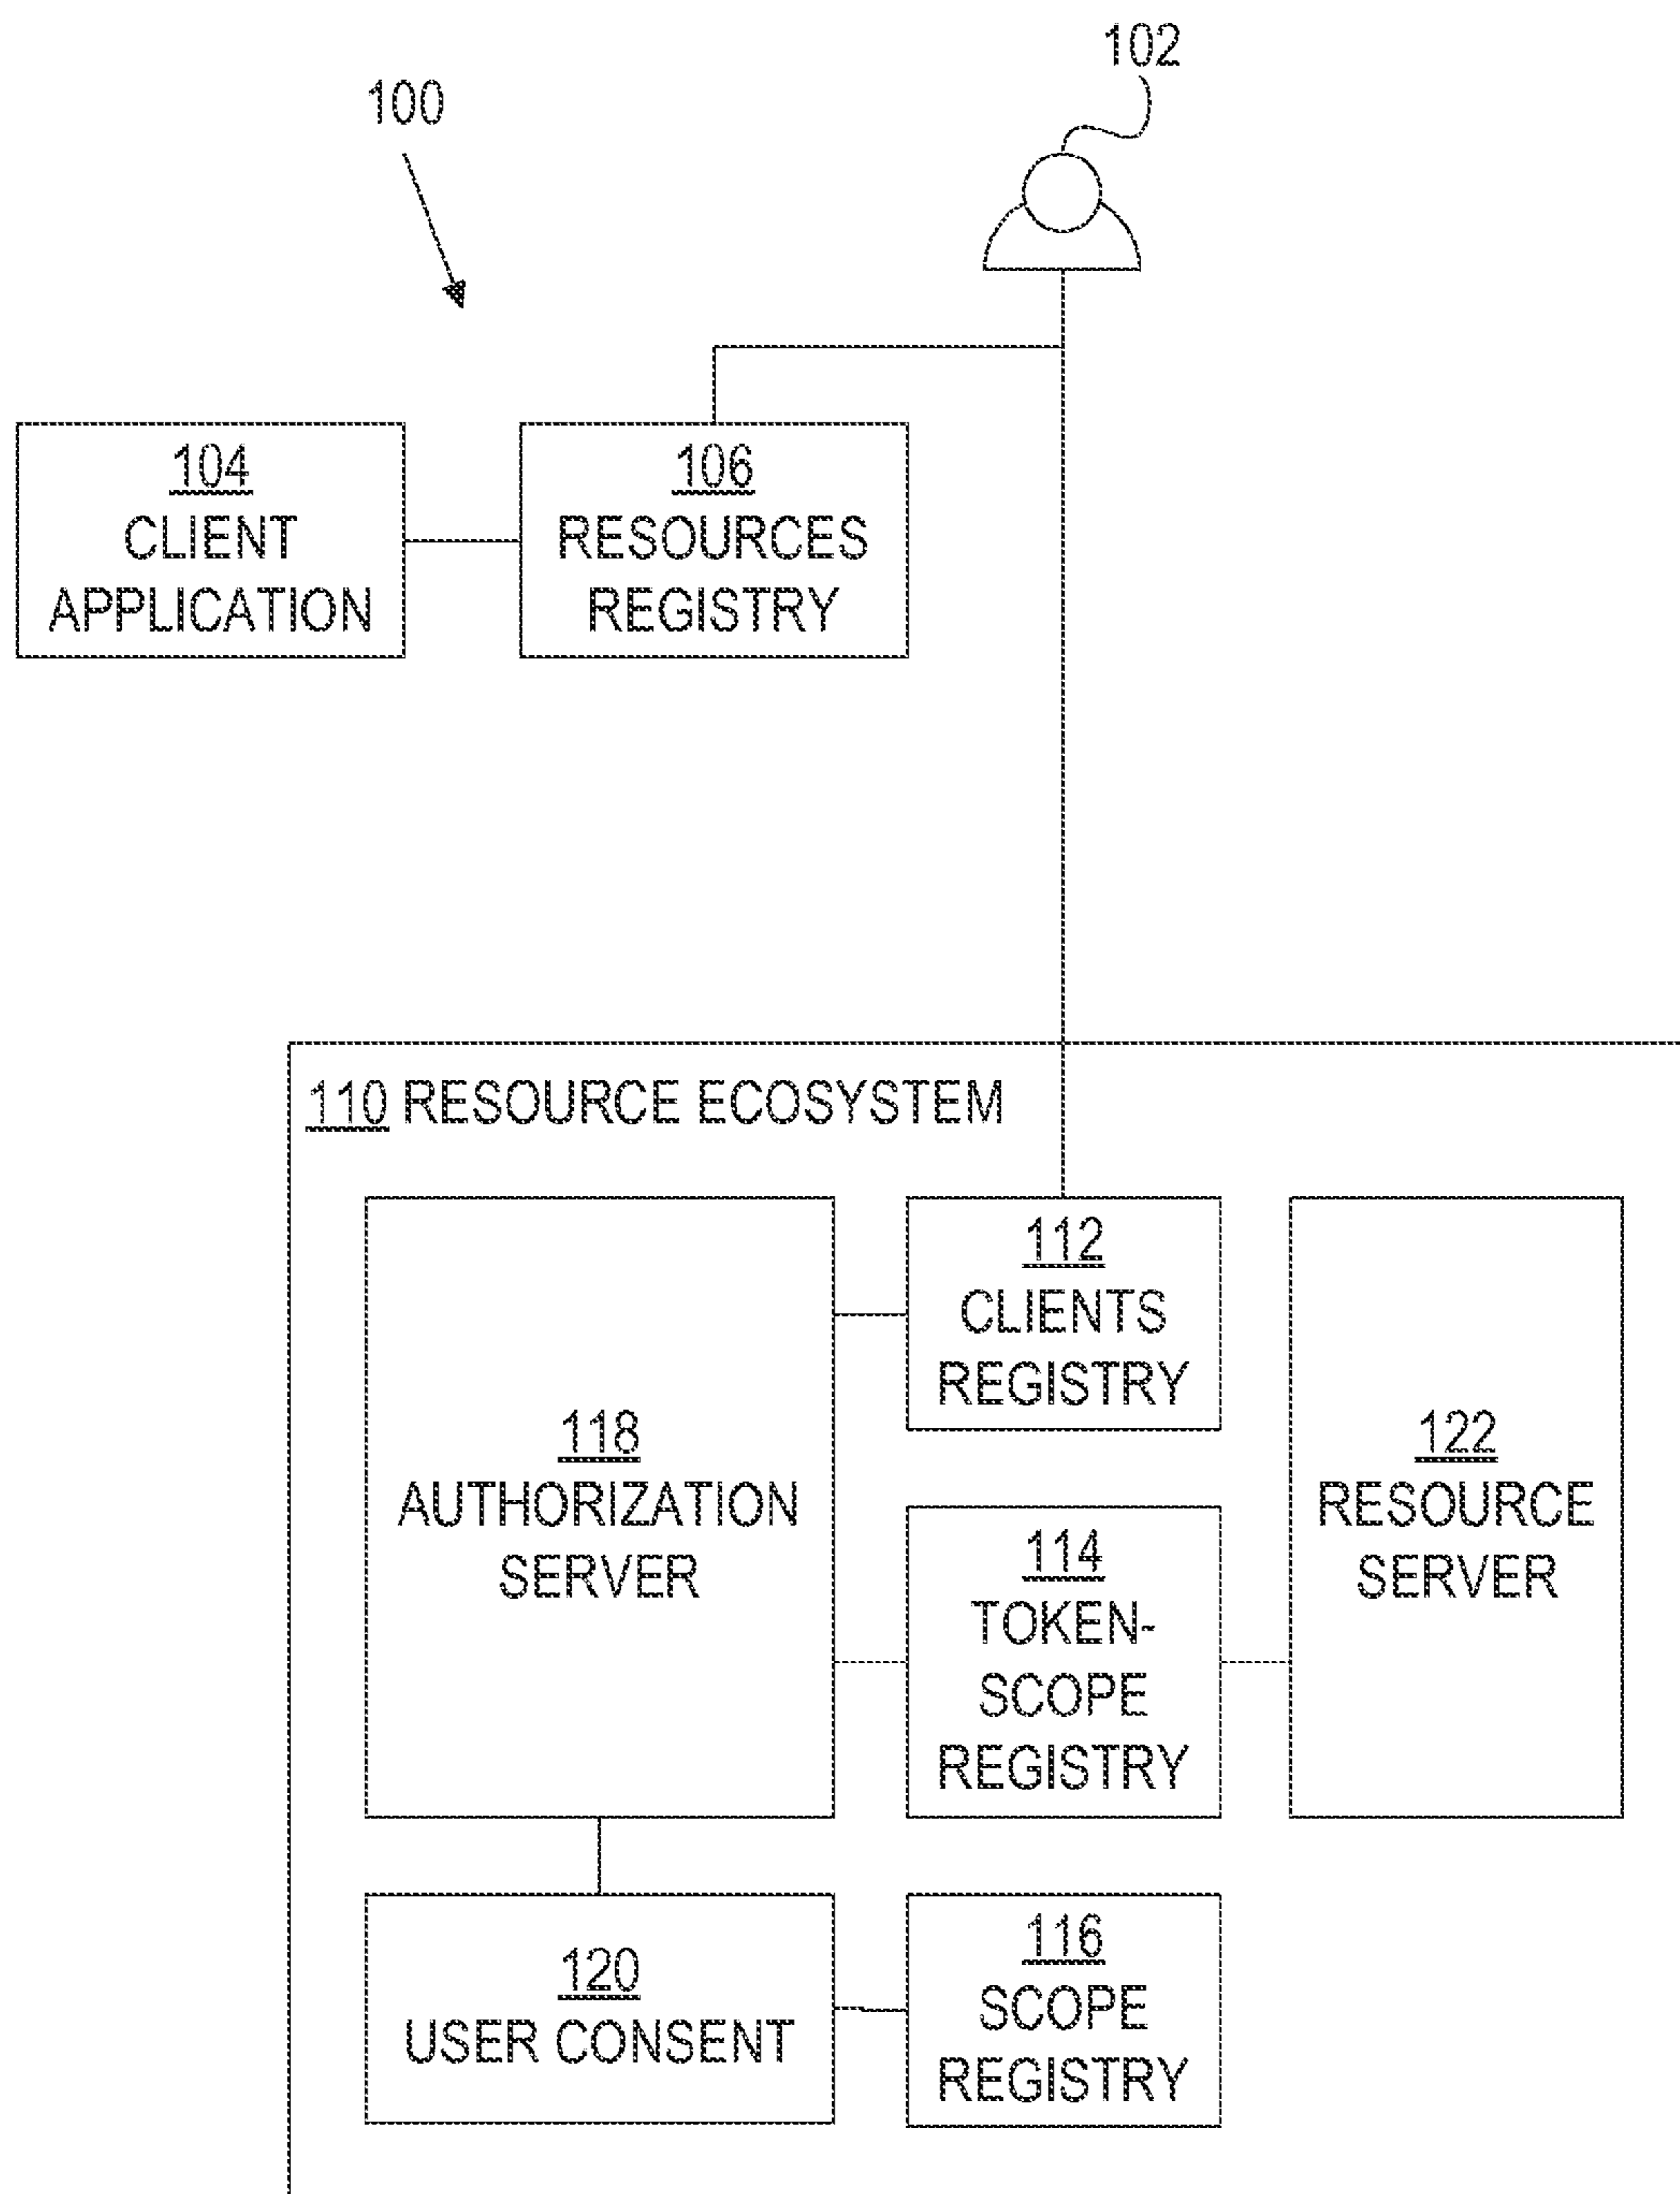 102
100
104
CLIENT
APPLICATION
106
RESOURCES
REGISTRY
110 RESOURCE ECOSYSTEM
118
AUTHORIZATION
SERVER
112
CLIENTS
REGISTRY
114
TOKEN-
SCOPE
REGISTRY
122
RESOURCE
SERVER
120
USER CONSENT
116
SCOPE
REGISTRY